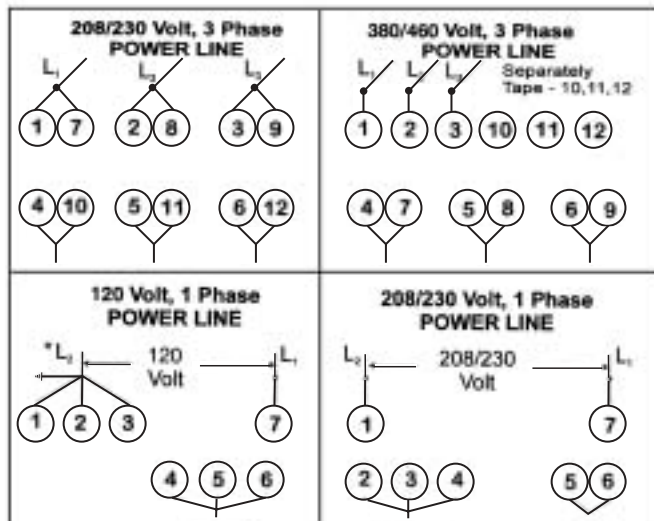 208/230 Volt, 3 Phase
POWER LINE
L₁ L₂ L₃
1 7 2 8 3 9
4 10 5 11 6 12
380/460 Volt, 3 Phase
POWER LINE
L₁ L₂ L₃ Separately
Tape - 10,11,12
1 2 3 10 11 12
4 7 5 8 6 9
120 Volt, 1 Phase
POWER LINE
*L₂ 120 L₁
Volt
1 2 3 7
4 5 6
208/230 Volt, 1 Phase
POWER LINE
L₂ 208/230 L₁
Volt
1 7
2 3 4 5 6